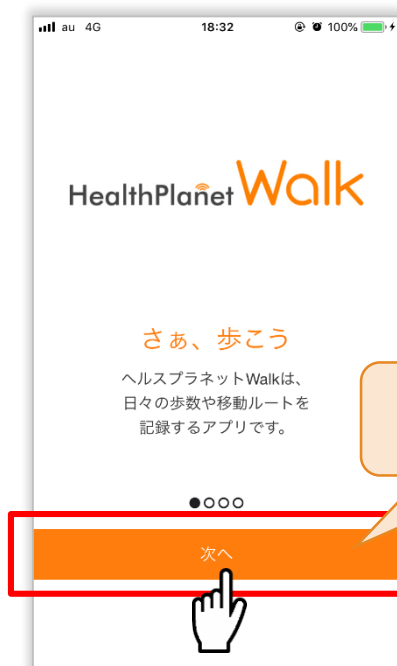 au 4G 18:32 100%
HealthPlanet Walk
さぁ、歩こう
ヘルスプラネットWalkは、
日々の歩数や移動ルートを
記録するアプリです。
次へ